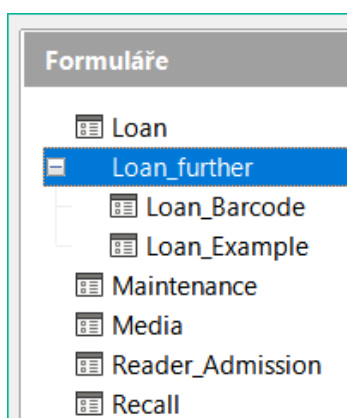 Formuláře
Loan
Loan_further
Loan_Barcode
Loan_Example
Maintenance
Media
Reader_Admission
Recall